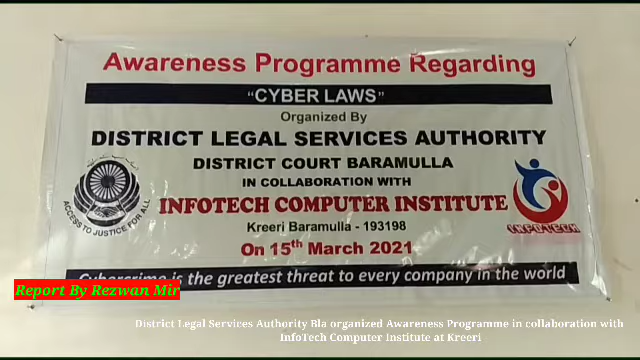 Awareness Programme Regarding
"CYBER LAWS"
Organized By
DISTRICT LEGAL SERVICES AUTHORITY
DISTRICT COURT BARAMULLA
IN COLLABORATION WITH
INFOTECH COMPUTER INSTITUTE
ACCESS TO JUSTICE FOR ALL
INFOTECH
Kreeri Baramulla - 193198
On 15th March 2021
Cybercrime is the greatest threat to every company in the world
Report By Rezwan Mir
District Legal Services Authority Bla organized Awareness Programme in collaboration with
InfoTech Computer Institute at Kreeri